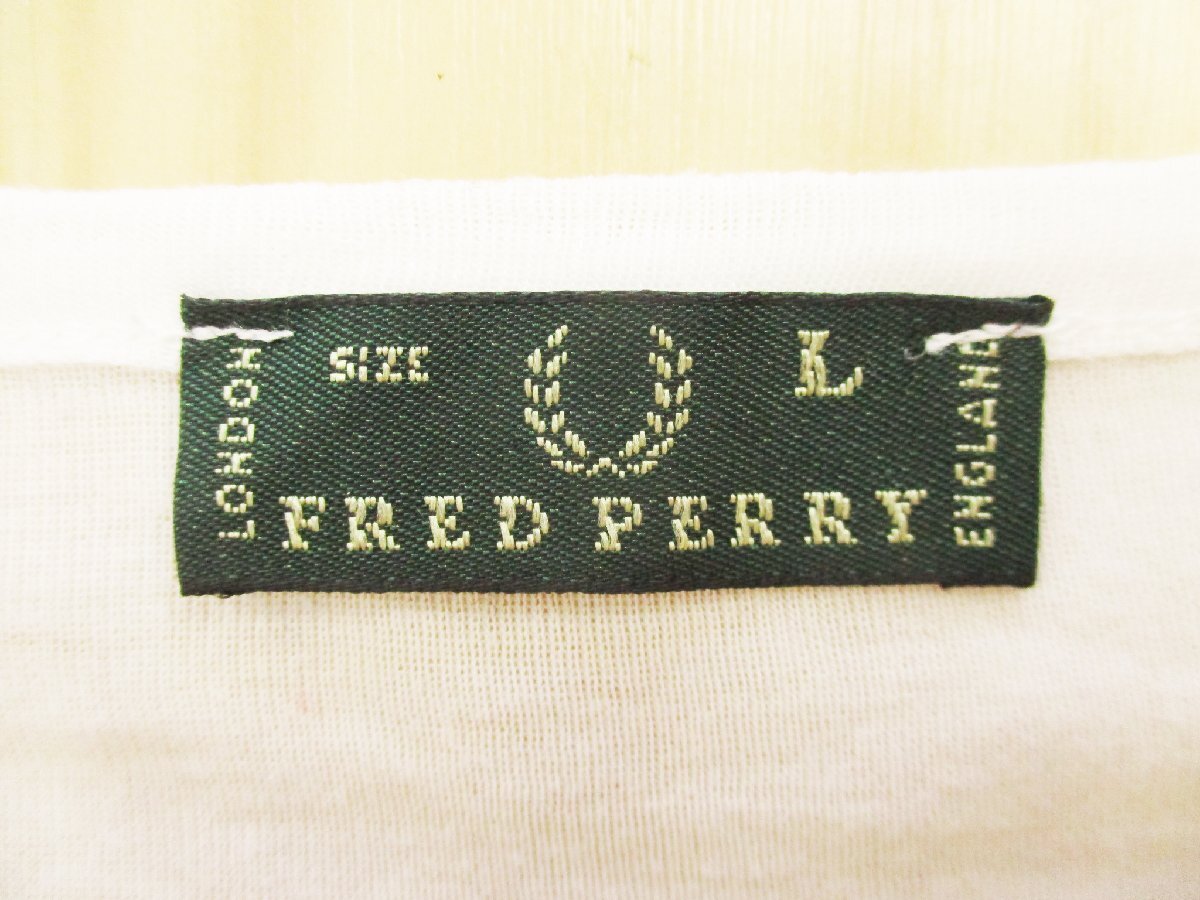 LONDON
SIZE L
FRED PERRY
ENGLAND